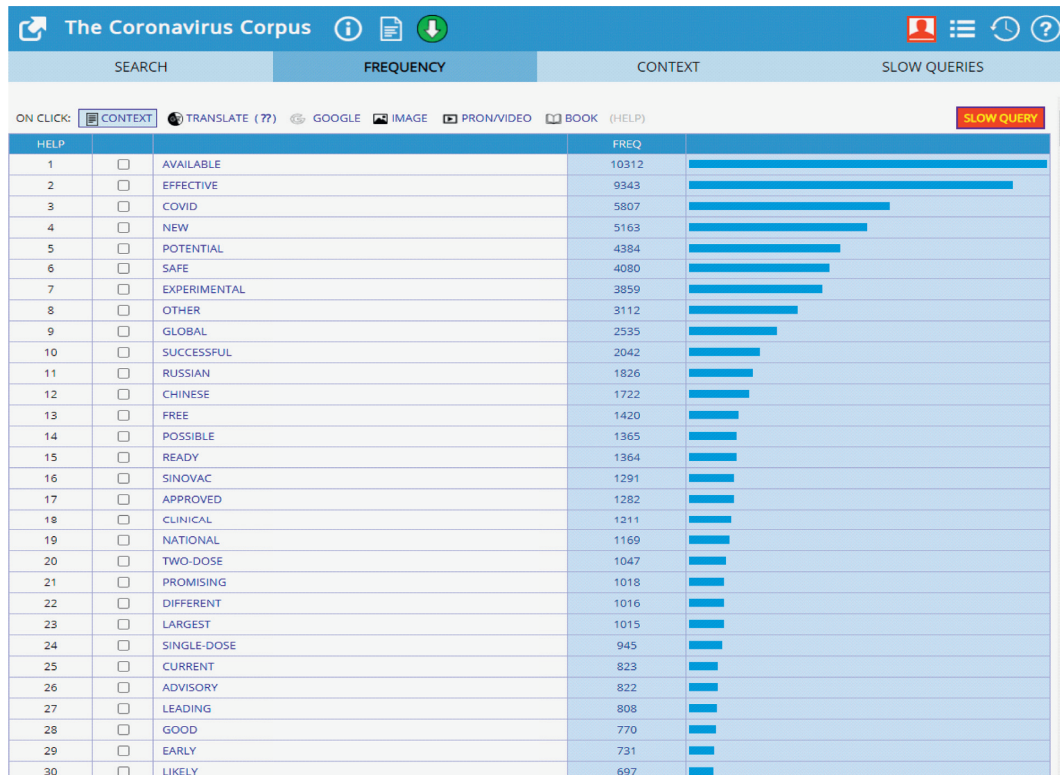 The Coronavirus Corpus
SEARCH FREQUENCY CONTEXT SLOW QUERIES
ON CLICK: CONTEXT TRANSLATE (??) GOOGLE IMAGE PRON/VIDEO BOOK (HELP) SLOW QUERY
HELP FREQ
1 AVAILABLE 10312
2 EFFECTIVE 9343
3 COVID 5807
4 NEW 5163
5 POTENTIAL 4384
6 SAFE 4080
7 EXPERIMENTAL 3859
8 OTHER 3112
9 GLOBAL 2535
10 SUCCESSFUL 2042
11 RUSSIAN 1826
12 CHINESE 1722
13 FREE 1420
14 POSSIBLE 1365
15 READY 1364
16 SINOVAC 1291
17 APPROVED 1282
18 CLINICAL 1211
19 NATIONAL 1169
20 TWO-DOSE 1047
21 PROMISING 1018
22 DIFFERENT 1016
23 LARGEST 1015
24 SINGLE-DOSE 945
25 CURRENT 823
26 ADVISORY 822
27 LEADING 808
28 GOOD 770
29 EARLY 731
30 LIKELY 697